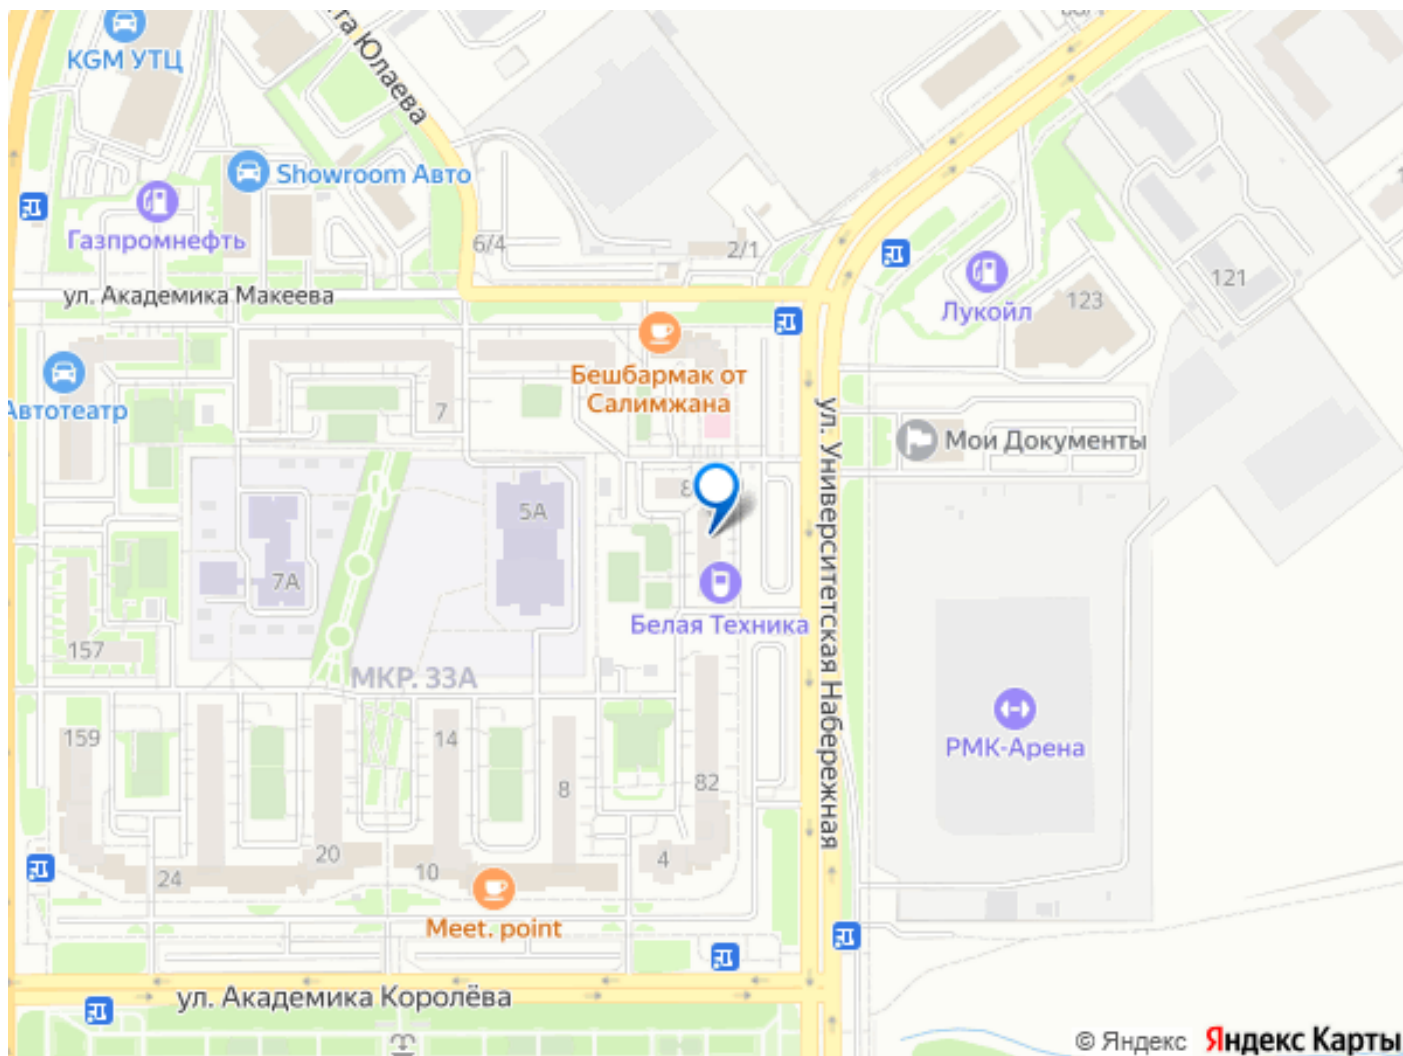 KGM УТЦ
Юлаева
Showroom Авто
Газпромнефть
6/4
2/1
ул. Академика Макеева
Лукойл
123
121
Бешбармак от
Салимжана
Автотеатр
7
ул. Университетская Набережная
Мои Документы
5А
7А
Белая Техника
157
МКР. 33А
РМК-Арена
159
14
8
82
20
10
4
24
Meet. point
ул. Академика Королёва
© Яндекс Яндекс Карты